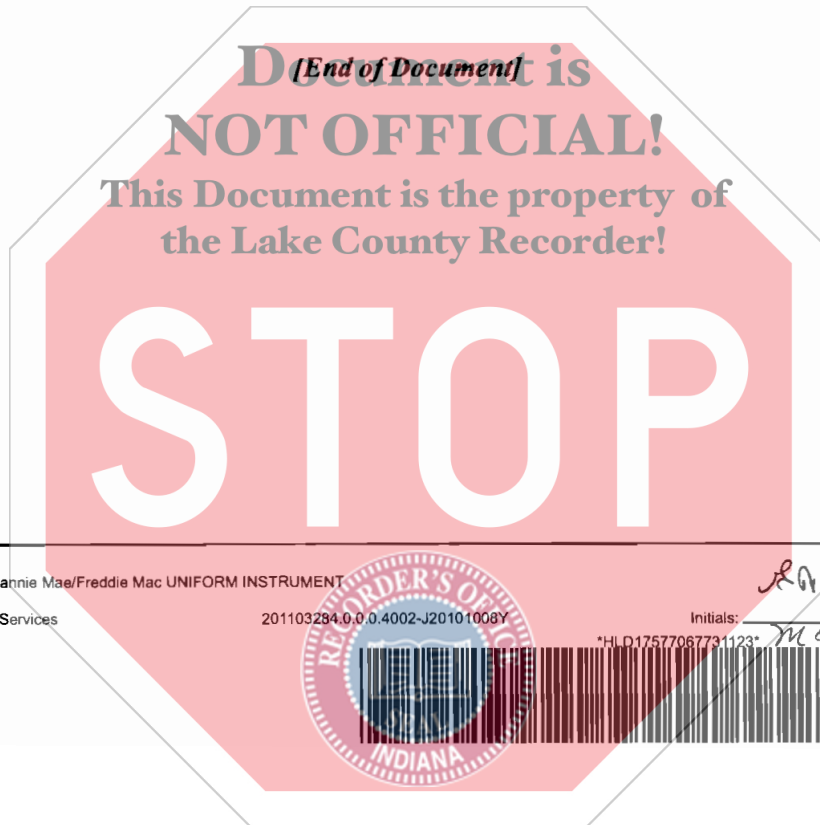 [End of Document]
Document is
NOT OFFICIAL!
This Document is the property of
the Lake County Recorder!
STOP
annie Mae/Freddie Mac UNIFORM INSTRUMENT
Services 201103284.0.0.0.4002-J20101008Y Initials:
*HLD17577067731123*
RECORDER'S OFFICE
SEAL
INDIANA